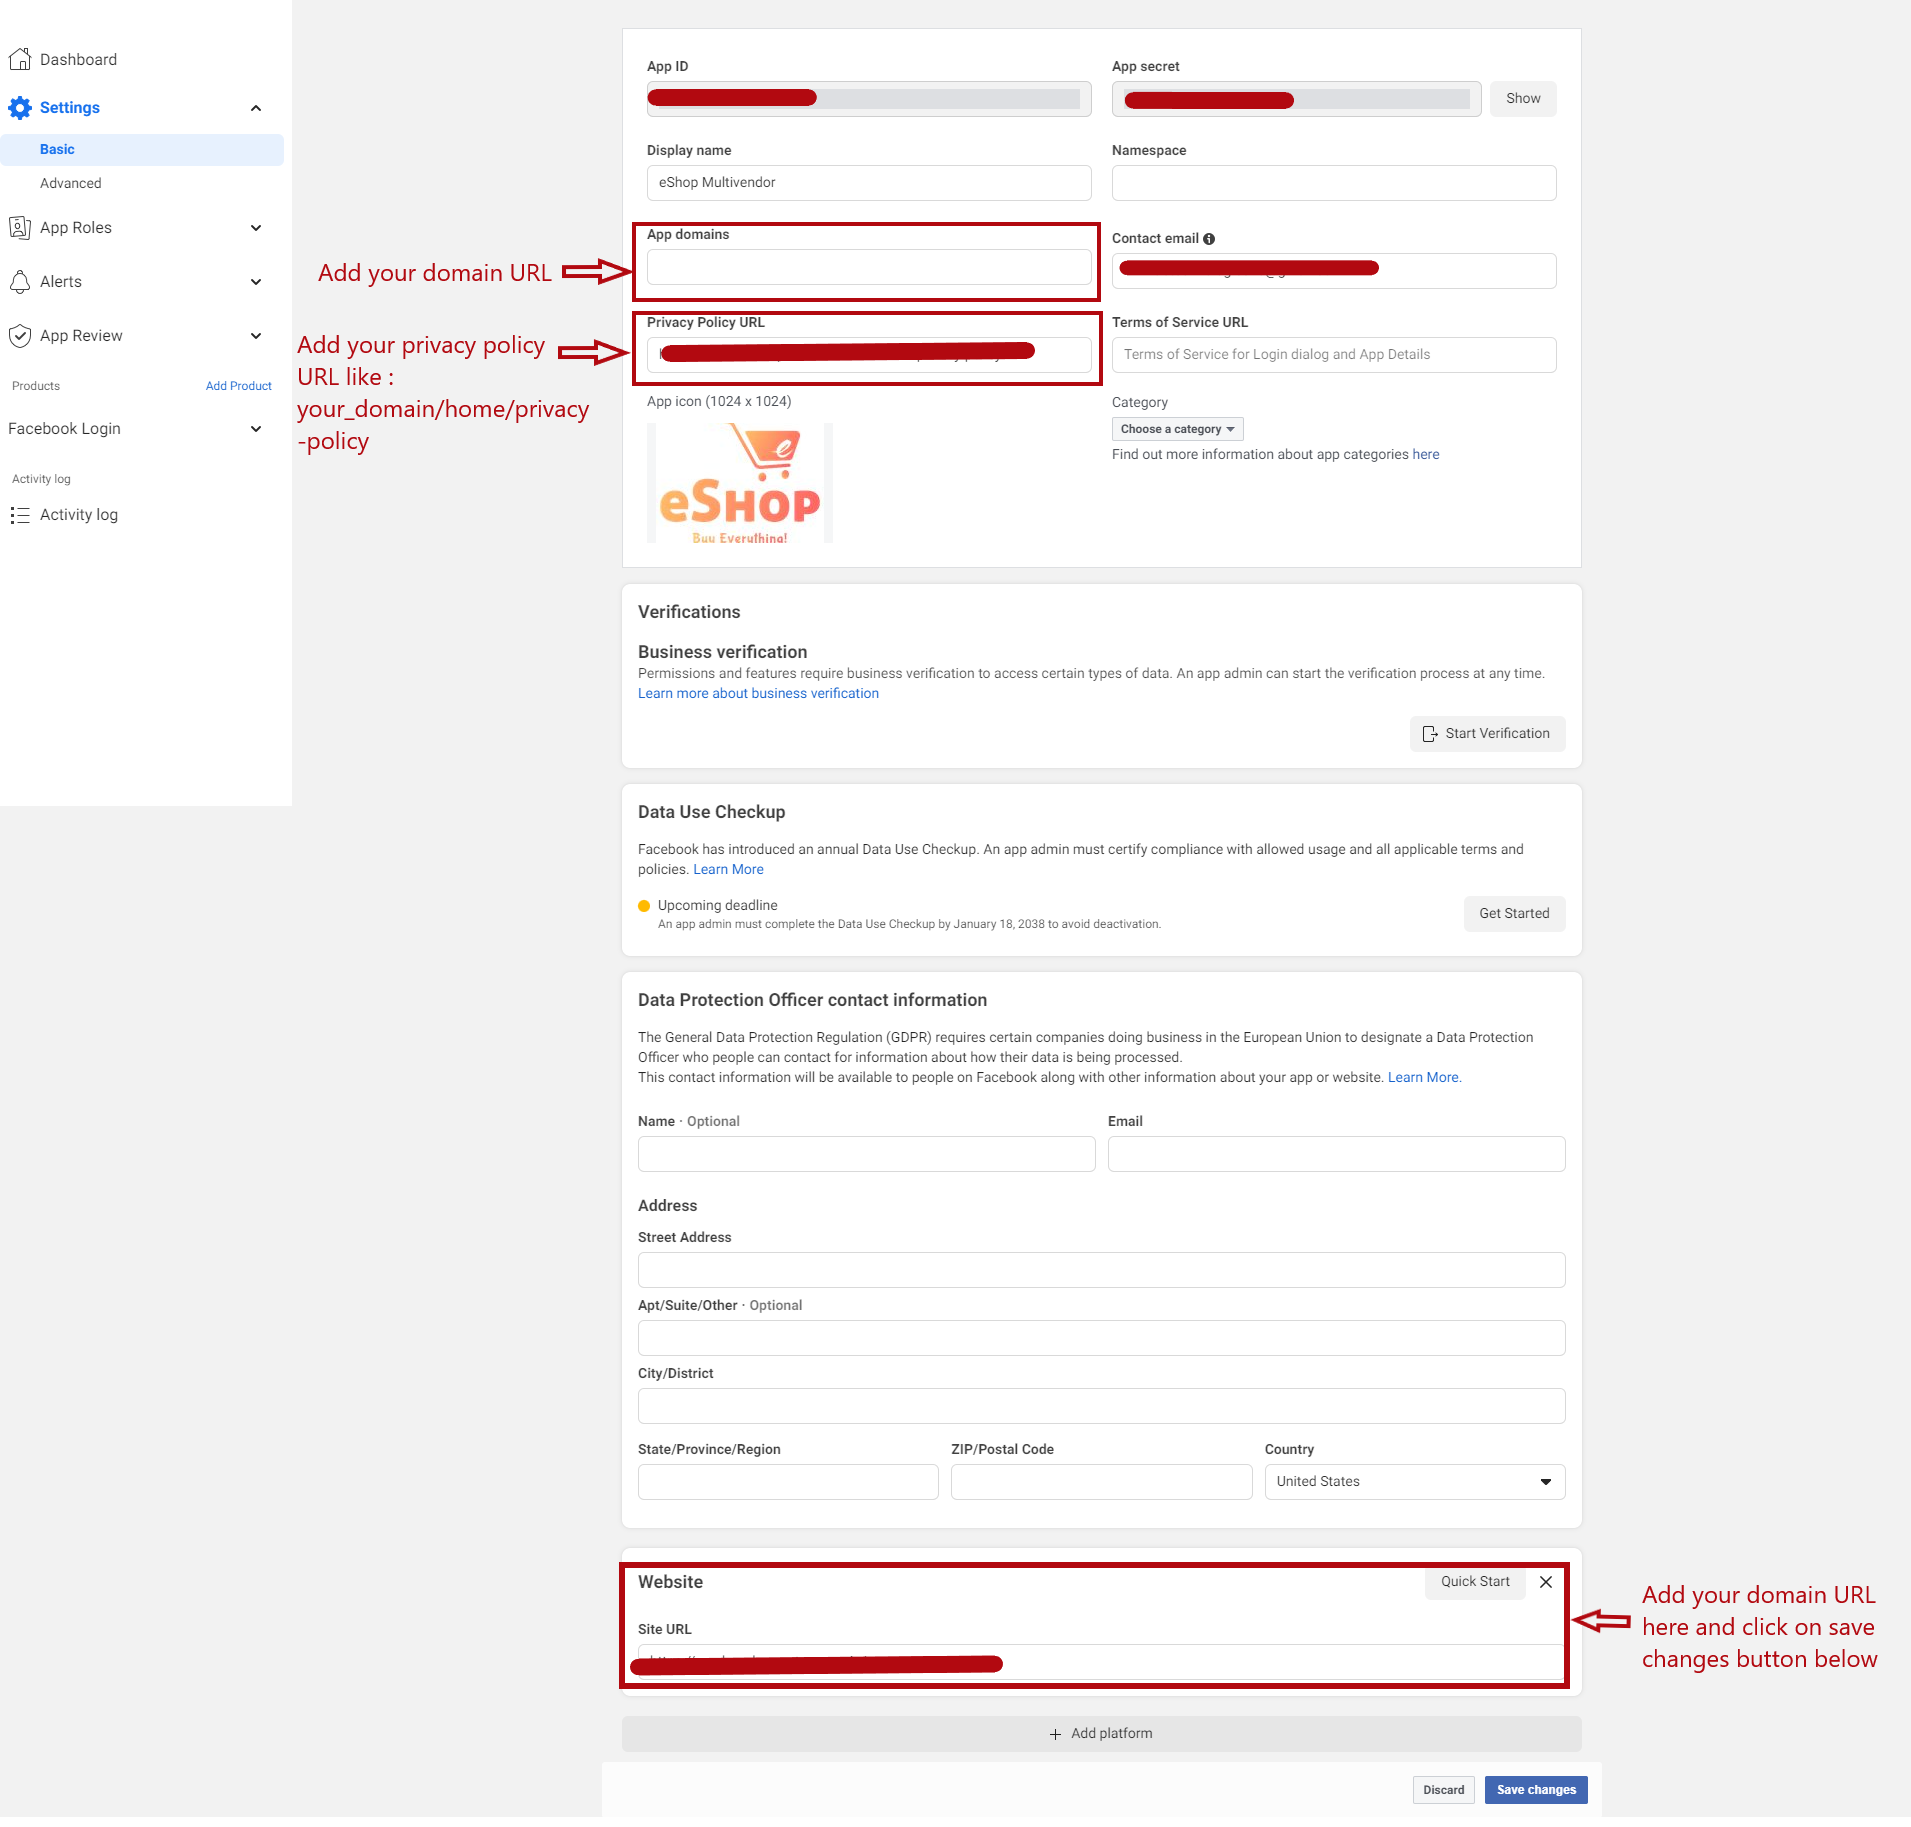 Dashboard
Settings
Basic
Advanced
App Roles
Alerts
App Review
Products
Add Product
Facebook Login
Activity log
Activity log
Add your domain URL
Add your privacy policy
URL like :
your_domain/home/privacy
-policy
App ID
App secret
Show
Display name
eShop Multivendor
Namespace
App domains
Contact email
Privacy Policy URL
Terms of Service URL
Terms of Service for Login dialog and App Details
App icon (1024 x 1024)
eSHOP
Buy Everything!
Category
Choose a category
Find out more information about app categories here
Verifications
Business verification
Permissions and features require business verification to access certain types of data. An app admin can start the verification process at any time.
Learn more about business verification
Start Verification
Data Use Checkup
Facebook has introduced an annual Data Use Checkup. An app admin must certify compliance with allowed usage and all applicable terms and
policies. Learn More
Upcoming deadline
An app admin must complete the Data Use Checkup by January 18, 2038 to avoid deactivation.
Get Started
Data Protection Officer contact information
The General Data Protection Regulation (GDPR) requires certain companies doing business in the European Union to designate a Data Protection
Officer who people can contact for information about how their data is being processed.
This contact information will be available to people on Facebook along with other information about your app or website. Learn More.
Name · Optional
Email
Address
Street Address
Apt/Suite/Other · Optional
City/District
State/Province/Region
ZIP/Postal Code
Country
United States
Website
Quick Start
Site URL
Add your domain URL
here and click on save
changes button below
Add platform
Discard
Save changes